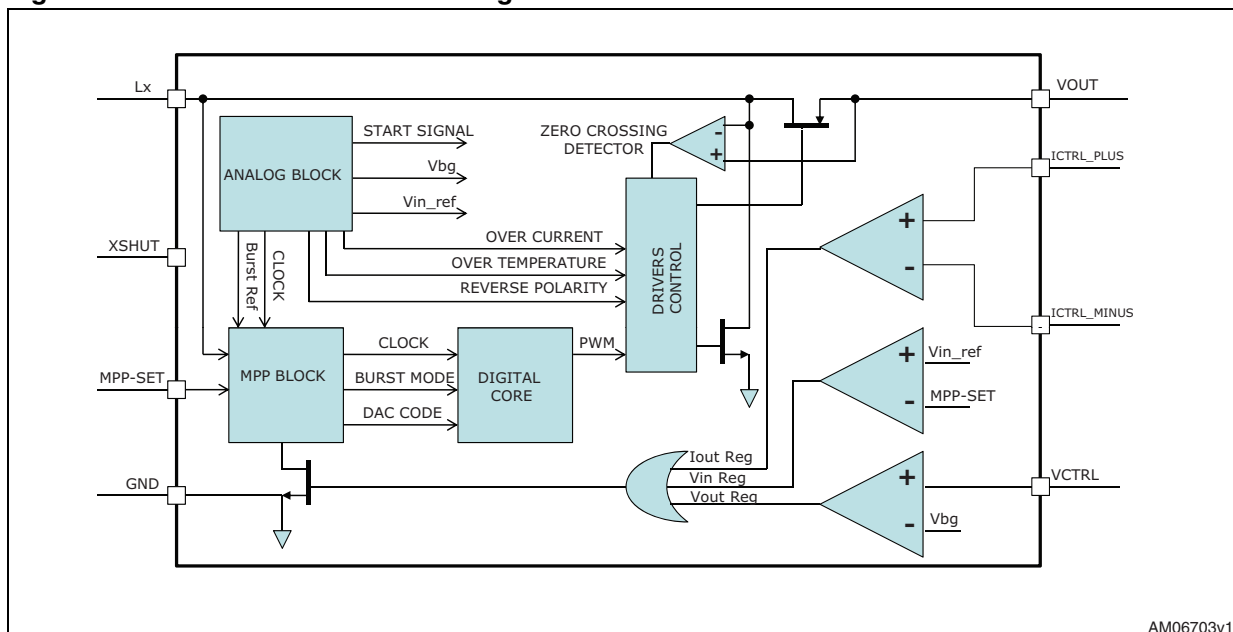 Lx
VOUT
START SIGNAL
ZERO CROSSING
DETECTOR
-
+
ANALOG BLOCK
Vbg
Vin_ref
ICTRL_PLUS
XSHUT
Burst Ref
CLOCK
OVER CURRENT
OVER TEMPERATURE
REVERSE POLARITY
DRIVERS
CONTROL
+
-
ICTRL_MINUS
-
MPP-SET
MPP BLOCK
CLOCK
BURST MODE
DAC CODE
DIGITAL
CORE
PWM
+
Vin_ref
-
MPP-SET
GND
Iout Reg
Vin Reg
Vout Reg
+
-
Vbg
VCTRL
AM06703v1